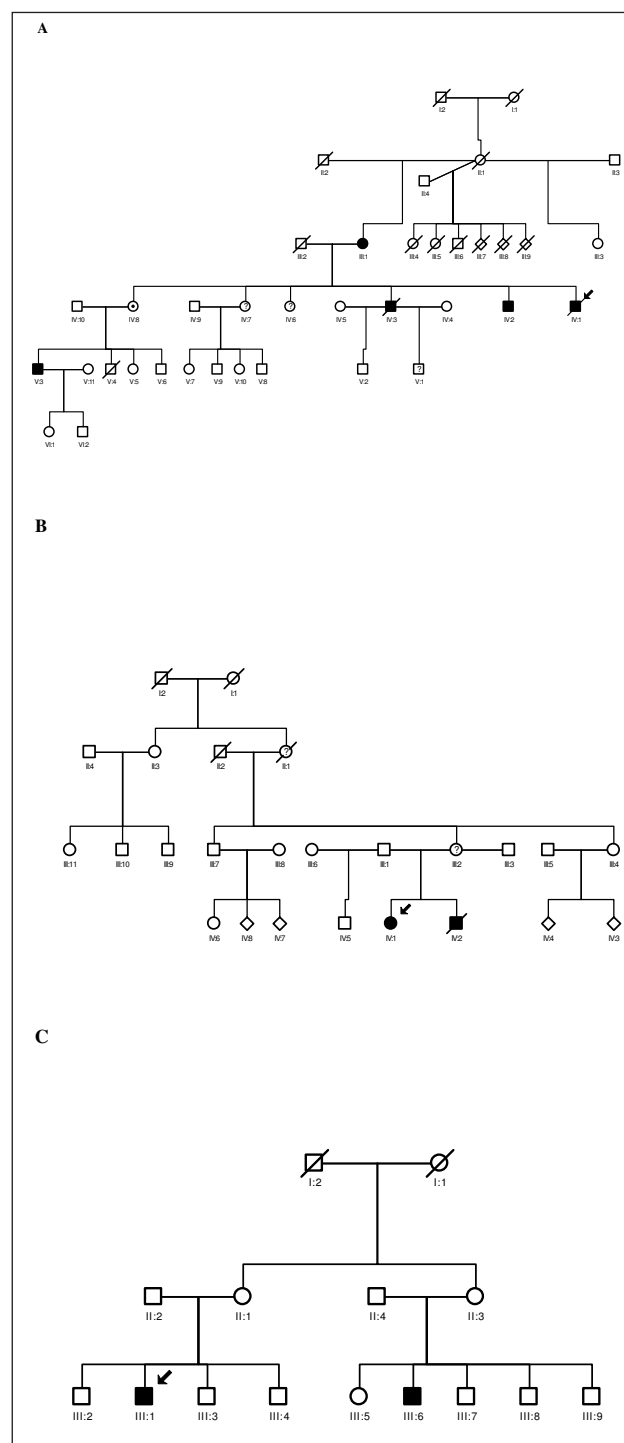 A
I:2 I:1
II:2 II:1 II:3
II:4
III:2 III:1 III:4 III:5 III:6 III:7 III:8 III:9 III:3
? ?
IV:10 IV:8 IV:9 IV:7 IV:6 IV:5 IV:3 IV:4 IV:2 IV:1
?
V:3 V:11 V:4 V:5 V:6 V:7 V:9 V:10 V:8 V:2 V:1
VI:1 VI:2
B
I:2 I:1
?
II:4 II:3 II:2 II:1
?
III:11 III:10 III:9 III:7 III:8 III:6 III:1 III:2 III:3 III:5 III:4
IV:6 IV:8 IV:7 IV:5 IV:1 IV:2 IV:4 IV:3
C
I:2 I:1
II:2 II:1 II:4 II:3
III:2 III:1 III:3 III:4 III:5 III:6 III:7 III:8 III:9